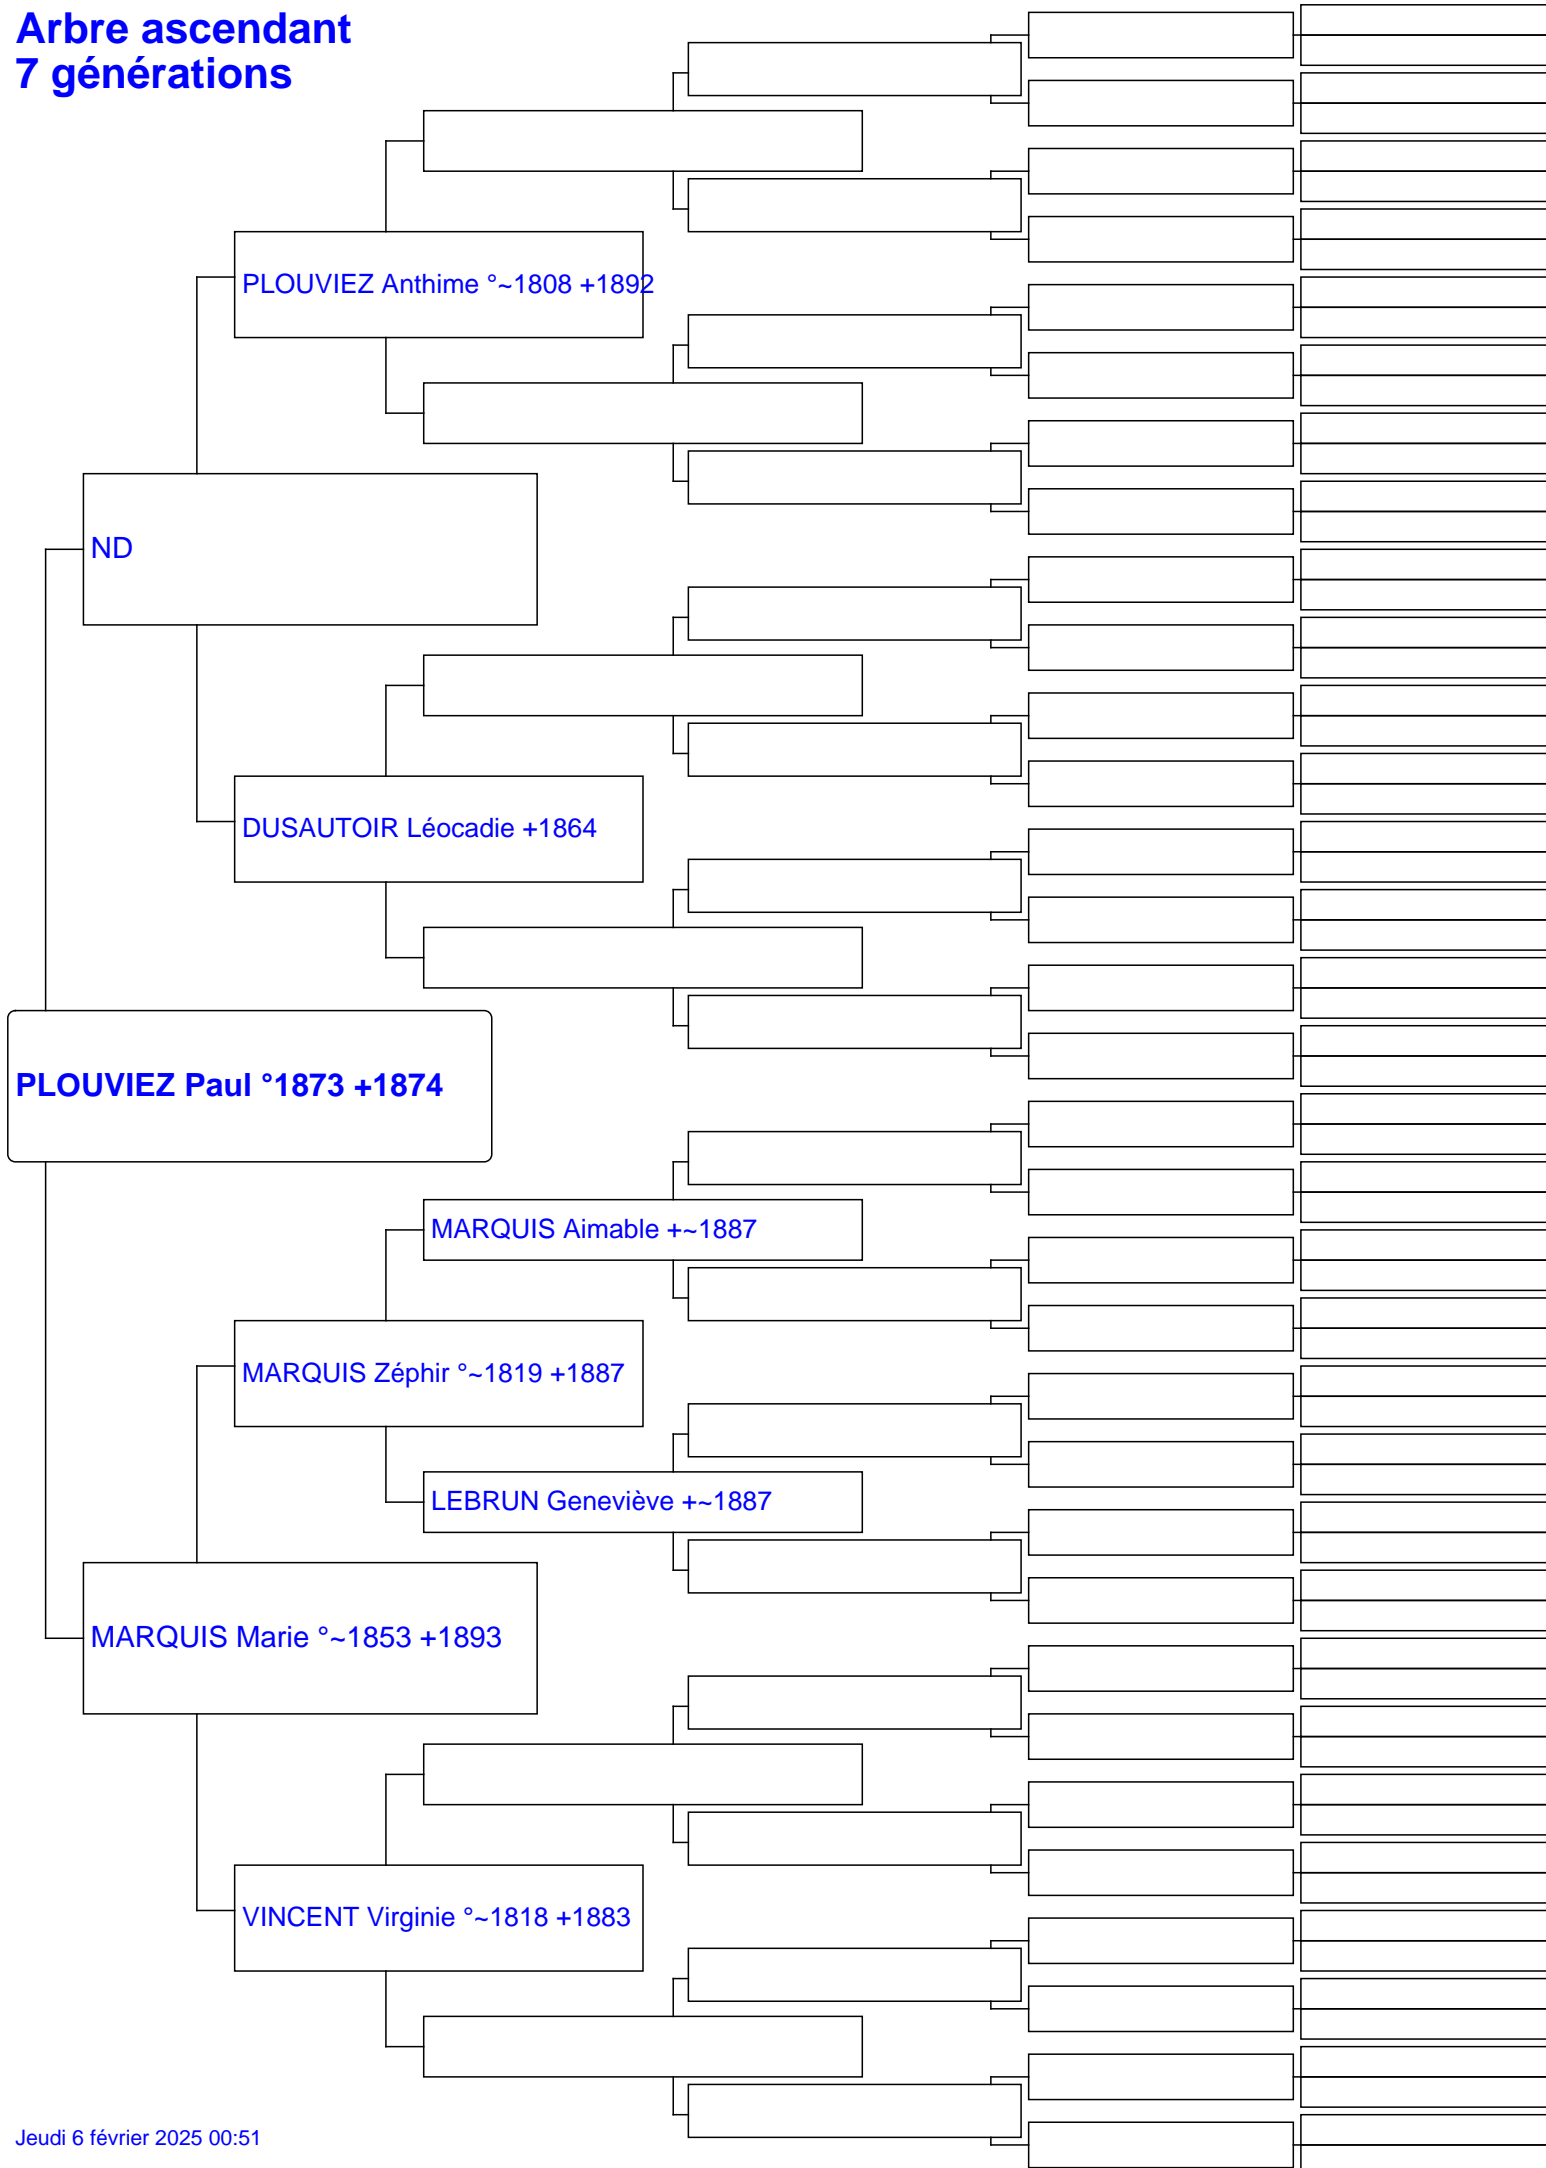 Arbre ascendant
7 générations
PLOUVIEZ Anthime °~1808 +1892
ND
DUSAUTOIR Léocadie +1864
PLOUVIEZ Paul °1873 +1874
MARQUIS Aimable +~1887
MARQUIS Zéphir °~1819 +1887
LEBRUN Geneviève +~1887
MARQUIS Marie °~1853 +1893
VINCENT Virginie °~1818 +1883
Jeudi 6 février 2025 00:51